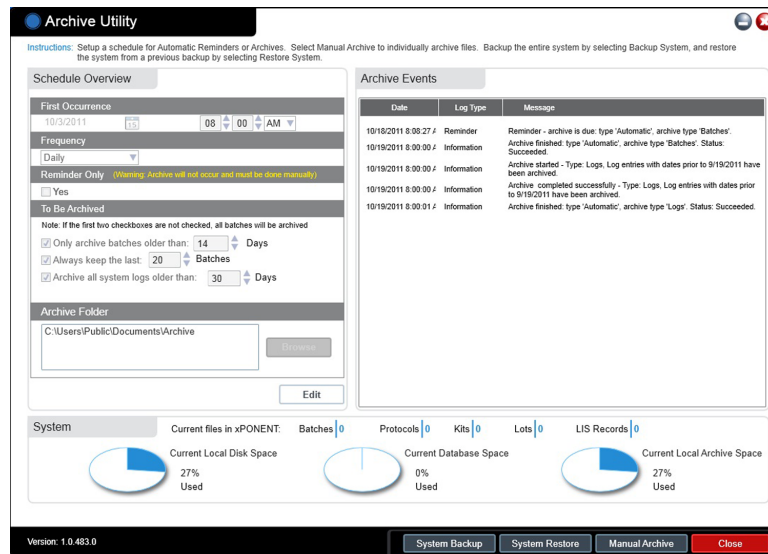 Archive Utility
Instructions: Setup a schedule for Automatic Reminders or Archives. Select Manual Archive to individually archive files. Backup the entire system by selecting Backup System, and restore
the system from a previous backup by selecting Restore System.
Schedule Overview
First Occurrence
10/3/2011 15 08 00 AM
Frequency
Daily
Reminder Only (Warning: Archive will not occur and must be done manually)
Yes
To Be Archived
Note: If the first two checkboxes are not checked, all batches will be archived
Only archive batches older than: 14 Days
Always keep the last: 20 Batches
Archive all system logs older than: 30 Days
Archive Folder
C:\Users\Public\Documents\Archive
Browse
Edit
Archive Events
Date Log Type Message
10/18/2011 8:08:27 A Reminder Reminder - archive is due: type 'Automatic', archive type 'Batches'.
10/19/2011 8:00:00 A Information Archive finished: type 'Automatic', archive type 'Batches'. Status:
Succeeded.
10/19/2011 8:00:00 A Information Archive started - Type: Logs, Log entries with dates prior to 9/19/2011 have
been archived.
10/19/2011 8:00:00 A Information Archive completed successfully - Type: Logs, Log entries with dates prior
to 9/19/2011 have been archived.
10/19/2011 8:00:01 A Information Archive finished: type 'Automatic', archive type 'Logs'. Status: Succeeded.
System
Current files in xPONENT: Batches 0 Protocols 0 Kits 0 Lots 0 LIS Records 0
Current Local Disk Space
27%
Used
Current Database Space
0%
Used
Current Local Archive Space
27%
Used
Version: 1.0.483.0
System Backup System Restore Manual Archive Close